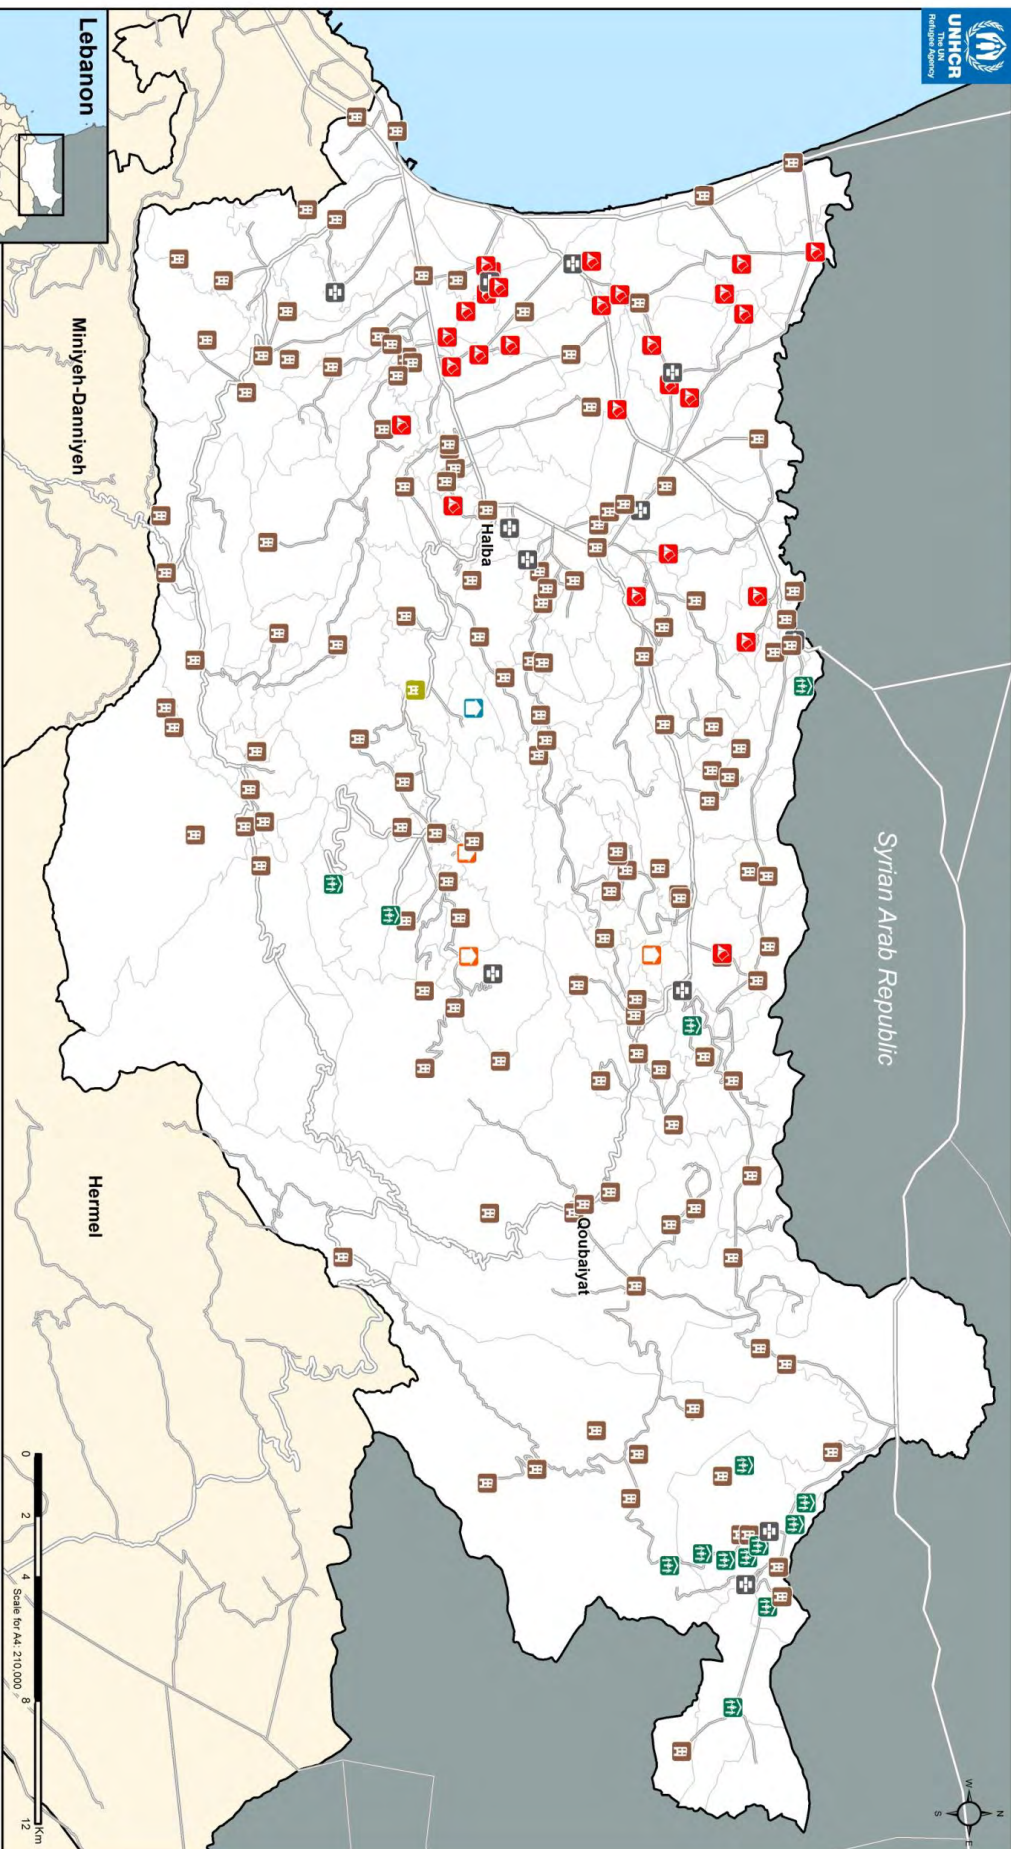 UNHCR
The UN
Refugee Agency
Lebanon
Syrian Arab Republic
Halba
Qoubaiyat
Miniyeh-Danniyeh
Hermel
0 2 4 8 12
Km
Scale for A4: 210,000
N
W
E
S